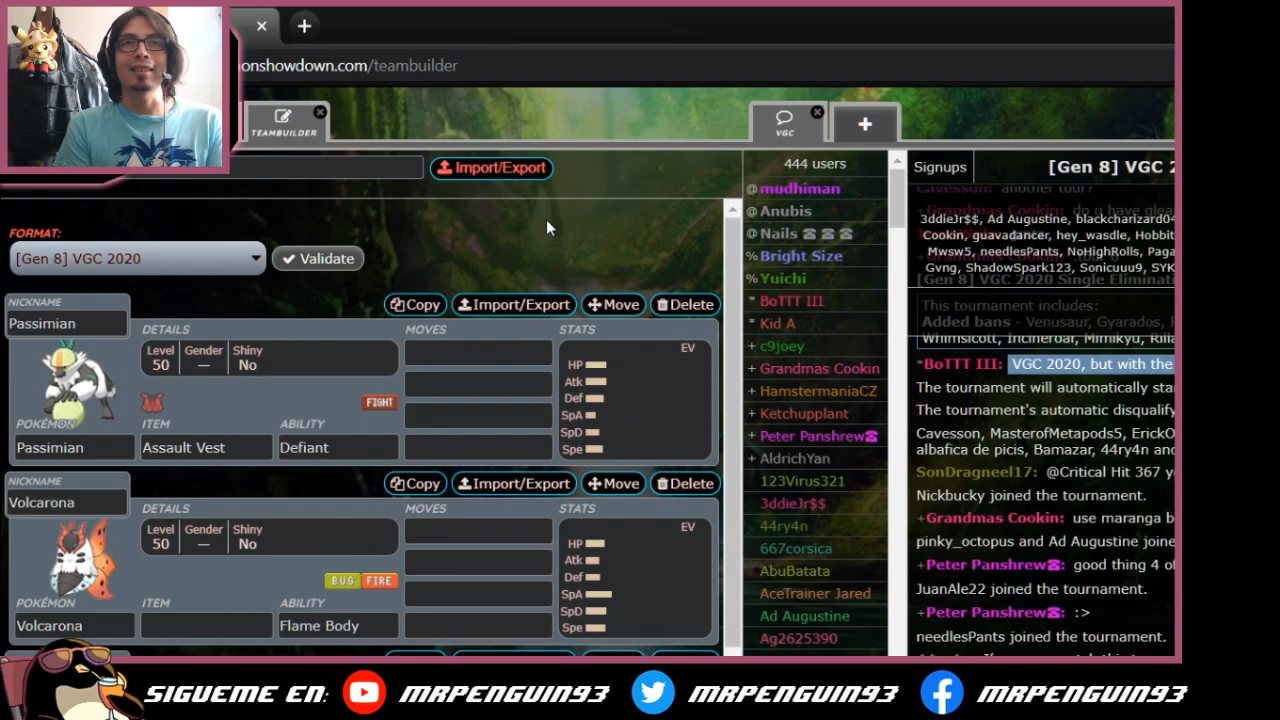 onshowdown.com/teambuilder
TEAMBUILDER
VGC
Import/Export
FORMAT:
[Gen 8] VGC 2020
Validate
NICKNAME
Passimian
Copy
Import/Export
Move
Delete
DETAILS
MOVES
STATS
Level
Gender
Shiny
50
—
No
EV
HP
Atk
Def
SpA
SpD
Spe
FIGHT
POKÉMON
ITEM
ABILITY
Passimian
Assault Vest
Defiant
NICKNAME
Volcarona
Copy
Import/Export
Move
Delete
DETAILS
MOVES
STATS
Level
Gender
Shiny
50
—
No
EV
HP
Atk
Def
SpA
SpD
Spe
BUG
FIRE
POKÉMON
ITEM
ABILITY
Volcarona
Flame Body
444 users
@mudhiman
@Anubis
@Nails ☎ ☎ ☎
%Bright Size
%Yuichi
*BoTTT III
*Kid A
+c9joey
+Grandmas Cookin
+HamstermaniaCZ
+Ketchupplant
+Peter Panshrew☎
+AldrichYan
123Virus321
3ddieJr$$
44ry4n
667corsica
AbuBatata
AceTrainer Jared
Ad Augustine
Ag2625390
Signups
[Gen 8] VGC 2
Cavesson: another tour?
3ddieJr$$, Ad Augustine, blackcharizard04
Cookin, guavadancer, hey_wasdle, Hobbit
Mwsw5, needlesPants, NoHighRolls, Paga
Gvng, ShadowSpark123, Sonicuuu9, SYK
[Gen 8] VGC 2020 Single Elimina
This tournament includes:
Added bans - Venusaur, Gyarados,
Whimsicott, Incineroar, Mimikyu, Rilla
*BoTTT III: VGC 2020, but with the
The tournament will automatically sta
The tournament's automatic disqualify
Cavesson, MasterofMetapods5, ErickO
albafica de picis, Bamazar, 44ry4n and
SonDragneel17: @Critical Hit 367 y
Nickbucky joined the tournament.
+Grandmas Cookin: use maranga b
pinky_octopus and Ad Augustine joine
+Peter Panshrew☎: good thing 4 of
JuanAle22 joined the tournament.
+Peter Panshrew☎: :>
needlesPants joined the tournament.
SIGUEME EN:
MRPENGUIN93
MRPENGUIN93
MRPENGUIN93